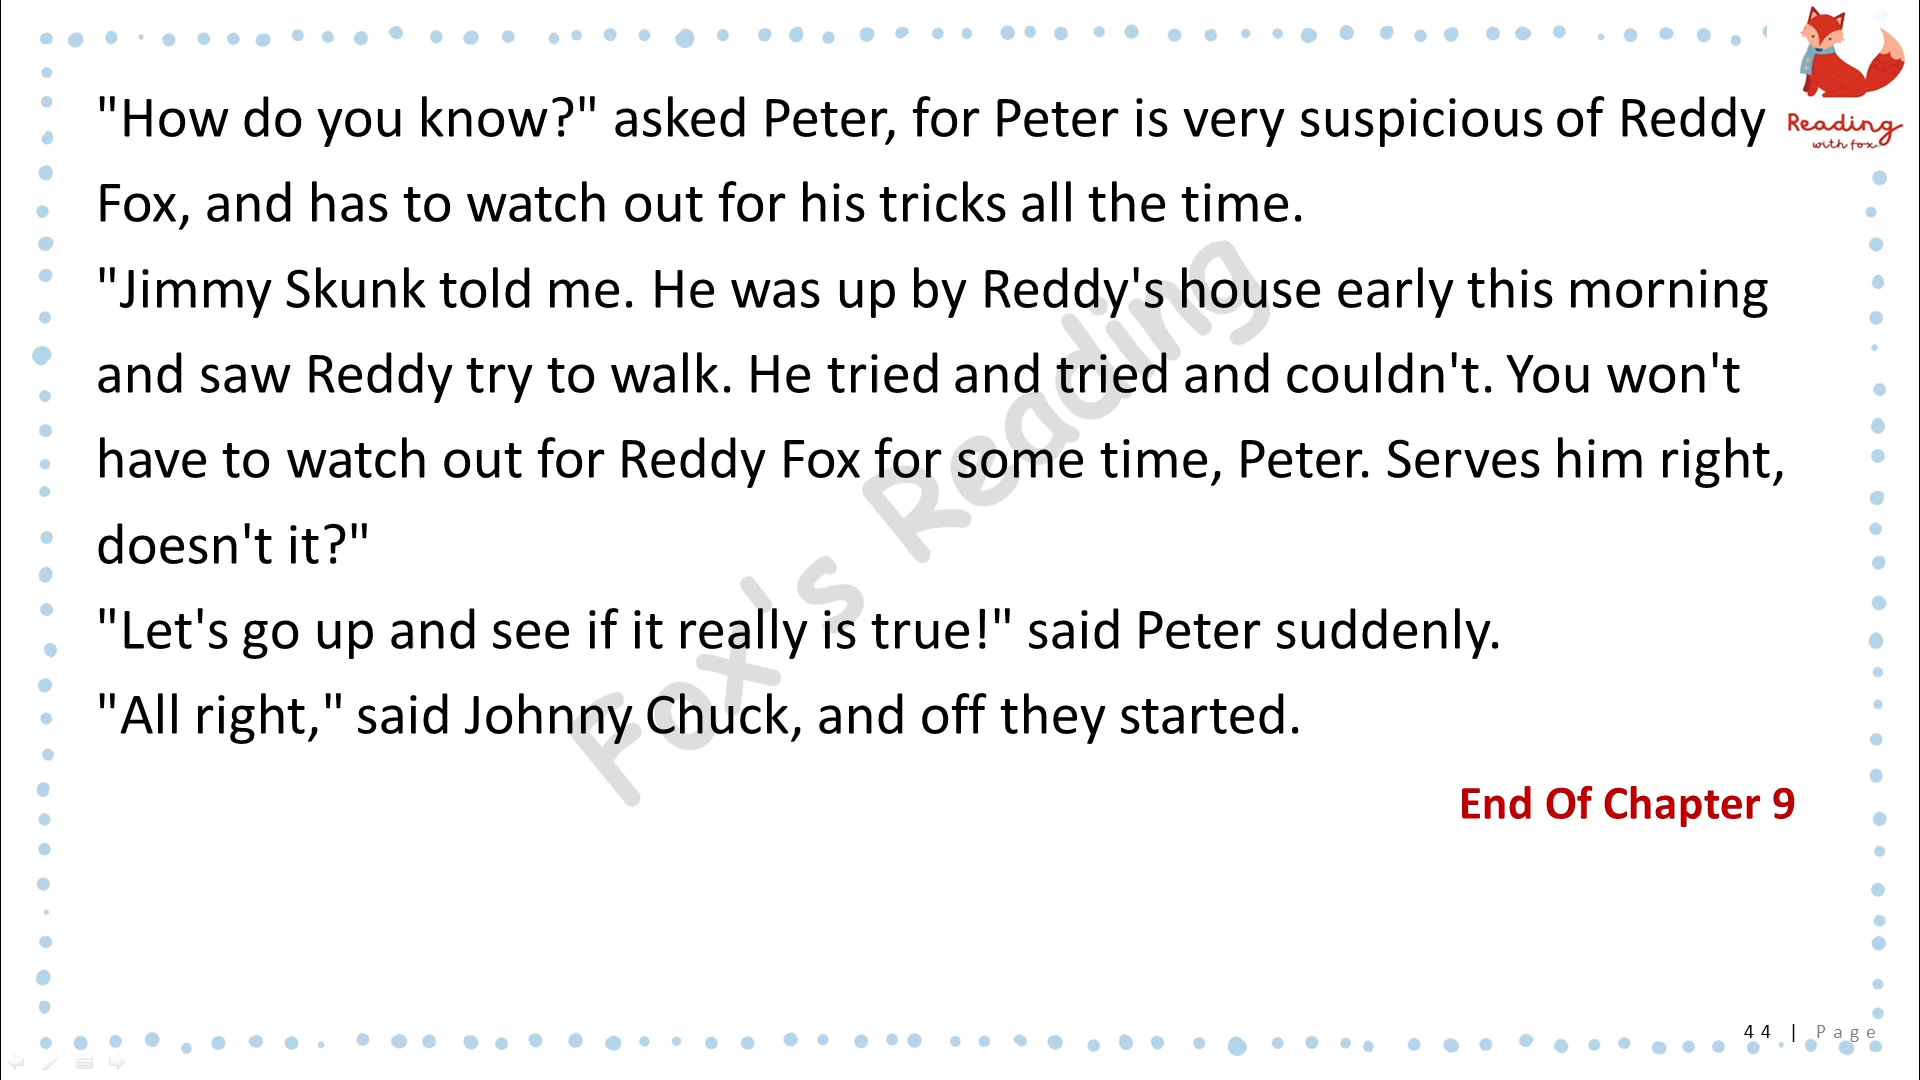 "How do you know?" asked Peter, for Peter is very suspicious of Reddy
Fox, and has to watch out for his tricks all the time.
"Jimmy Skunk told me. He was up by Reddy's house early this morning
and saw Reddy try to walk. He tried and tried and couldn't. You won't
have to watch out for Reddy Fox for some time, Peter. Serves him right,
doesn't it?"
"Let's go up and see if it really is true!" said Peter suddenly.
"All right," said Johnny Chuck, and off they started.
End Of Chapter 9
Reading
with fox
Fox's Reading
44 | Page